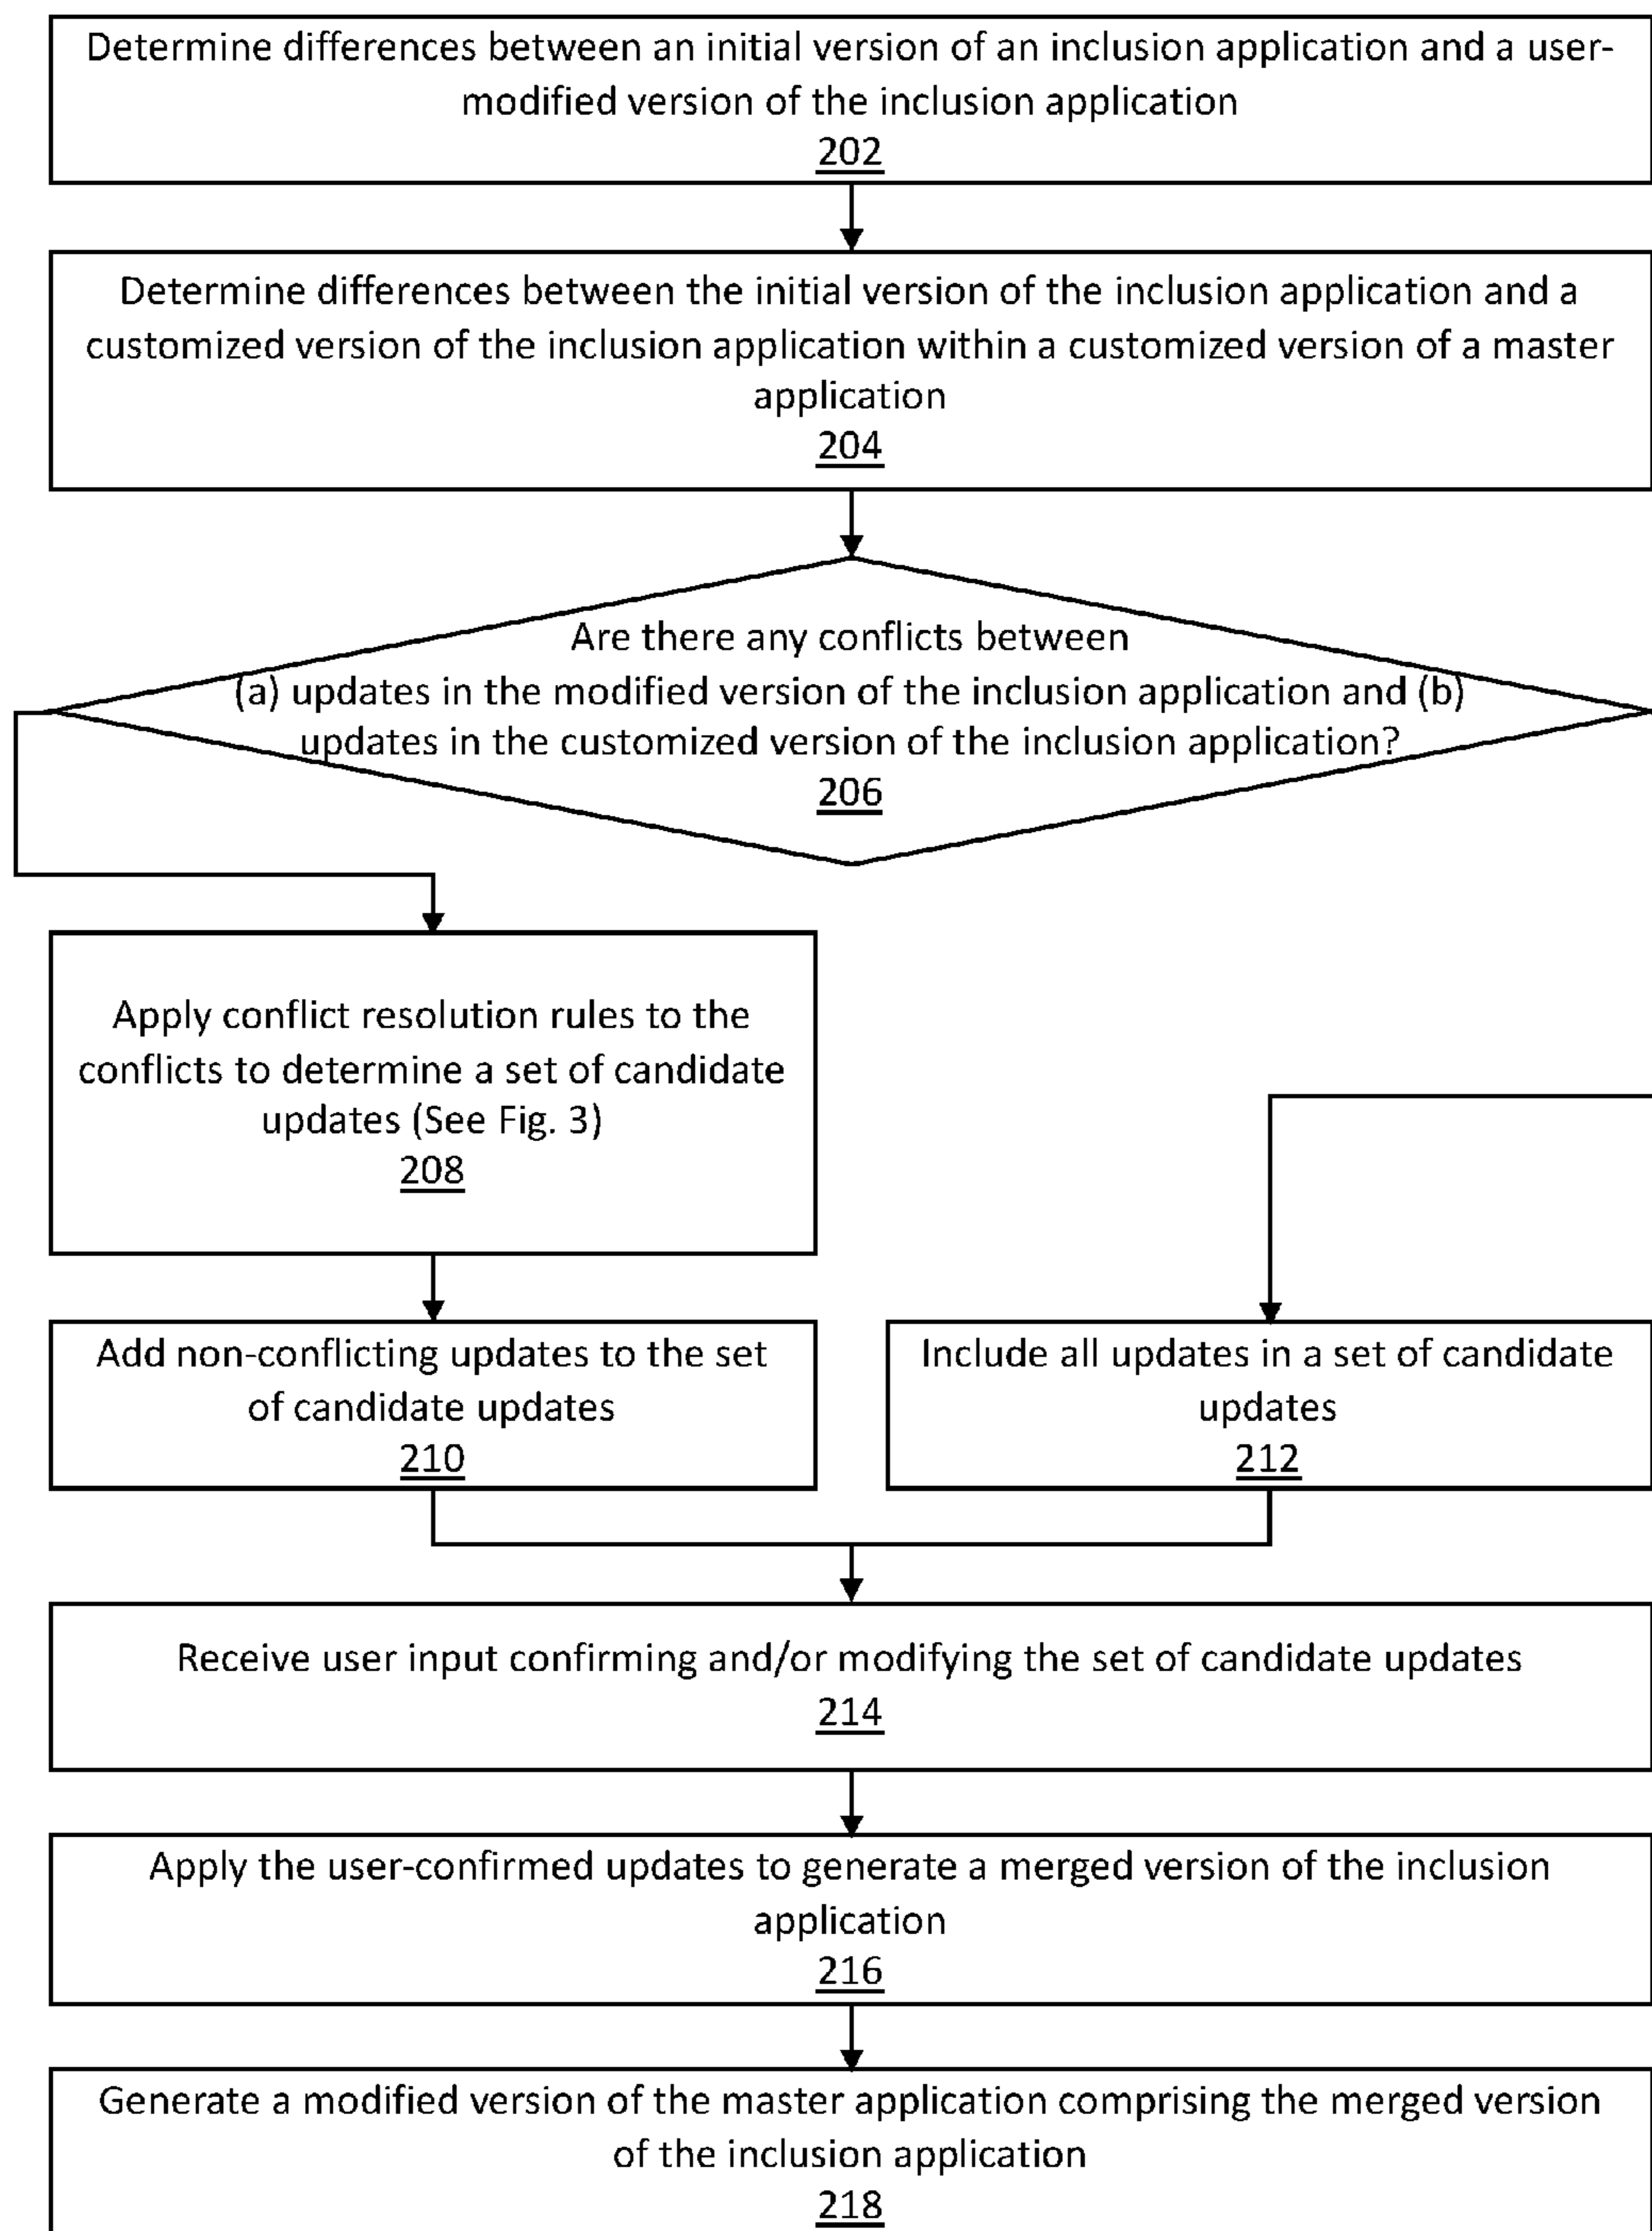 Determine differences between an initial version of an inclusion application and a user-
modified version of the inclusion application
202
Determine differences between the initial version of the inclusion application and a
customized version of the inclusion application within a customized version of a master
application
204
Are there any conflicts between
(a) updates in the modified version of the inclusion application and (b)
updates in the customized version of the inclusion application?
206
Apply conflict resolution rules to the
conflicts to determine a set of candidate
updates (See Fig. 3)
208
Add non-conflicting updates to the set
of candidate updates
210
Include all updates in a set of candidate
updates
212
Receive user input confirming and/or modifying the set of candidate updates
214
Apply the user-confirmed updates to generate a merged version of the inclusion
application
216
Generate a modified version of the master application comprising the merged version
of the inclusion application
218